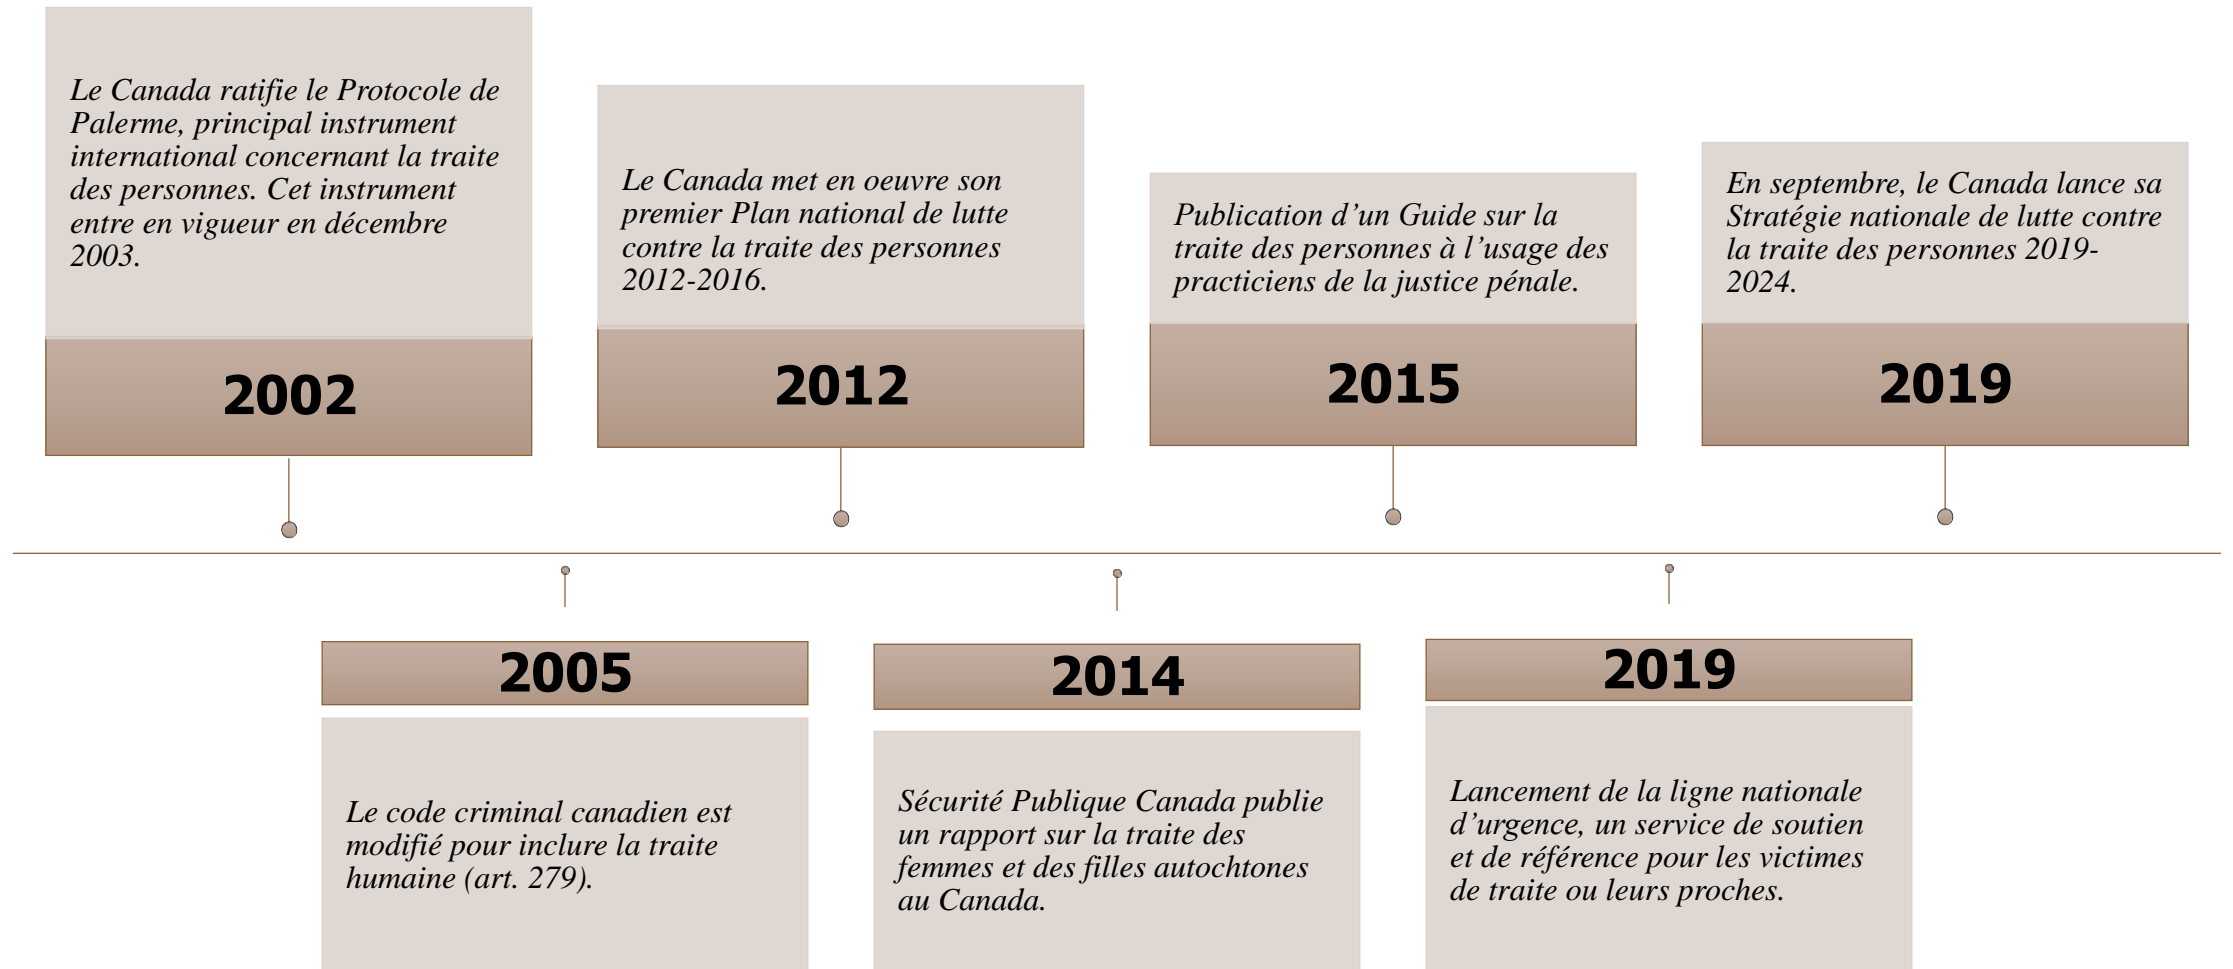 Le Canada ratifie le Protocole de
Palerme, principal instrument
international concernant la traite
des personnes. Cet instrument
entre en vigueur en décembre
2003.
2002
2005
Le code criminal canadien est
modifié pour inclure la traite
humaine (art. 279).
Le Canada met en oeuvre son
premier Plan national de lutte
contre la traite des personnes
2012-2016.
2012
2014
Sécurité Publique Canada publie
un rapport sur la traite des
femmes et des filles autochtones
au Canada.
Publication d’un Guide sur la
traite des personnes à l’usage des
practiciens de la justice pénale.
2015
2019
Lancement de la ligne nationale
d’urgence, un service de soutien
et de référence pour les victimes
de traite ou leurs proches.
En septembre, le Canada lance sa
Stratégie nationale de lutte contre
la traite des personnes 2019-
2024.
2019